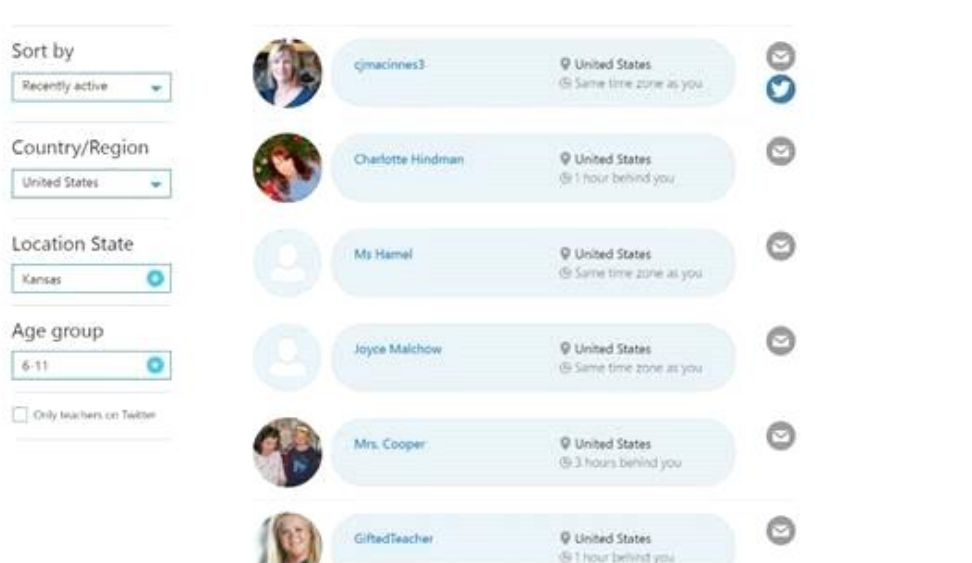 Sort by
Recently active
Country/Region
United States
Location State
Kansas
Age group
6-11
Only teachers on Twitter
cjmacinnes3
United States
Same time zone as you
Charlotte Hindman
United States
1 hour behind you
Ms Hamel
United States
Same time zone as you
Joyce Malchow
United States
Same time zone as you
Mrs. Cooper
United States
3 hours behind you
GiftedTeacher
United States
1 hour behind you